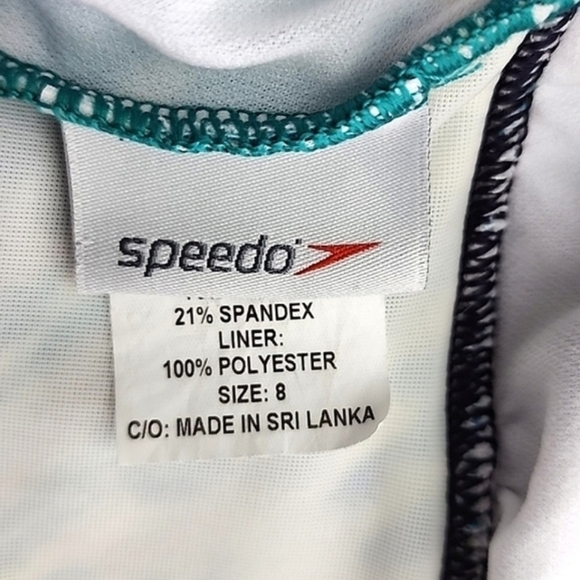 speedo
21% SPANDEX
LINER:
100% POLYESTER
SIZE: 8
C/O: MADE IN SRI LANKA